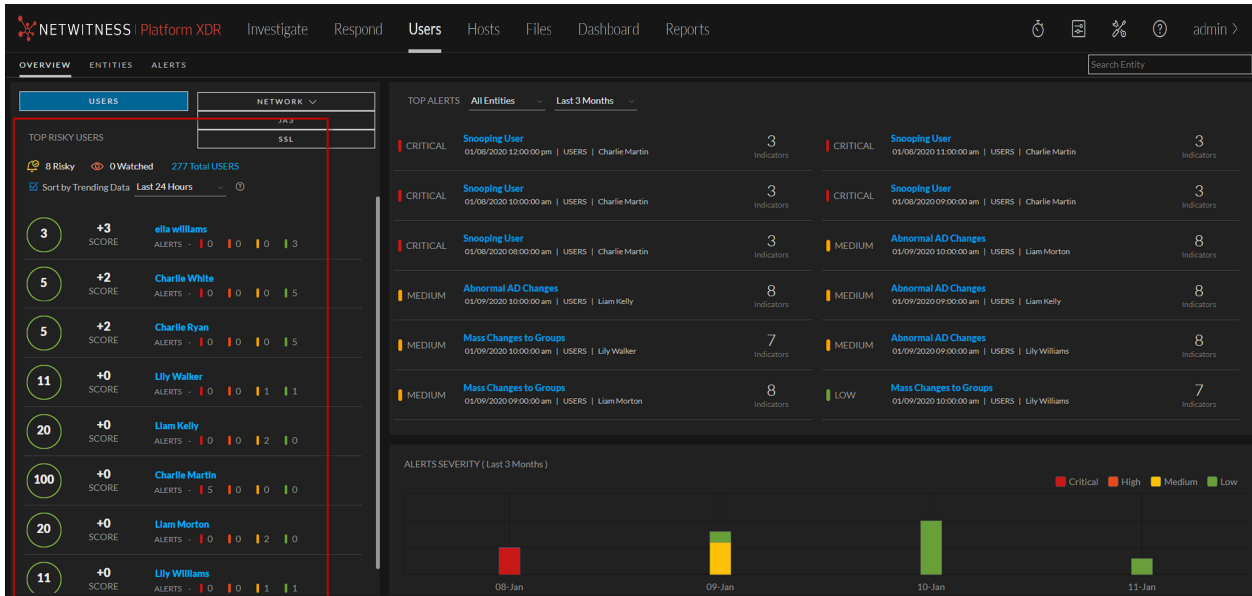 NETWITNESS Platform XDR Investigate Respond Users Hosts Files Dashboard Reports admin >
OVERVIEW ENTITIES ALERTS Search Entity
USERS NETWORK
JA3
SSL
TOP RISKY USERS
8 Risky 0 Watched 277 Total USERS
Sort by Trending Data Last 24 Hours
3 +3 SCORE ella williams
ALERTS - 0 0 0 3
5 +2 SCORE Charlie White
ALERTS - 0 0 0 5
5 +2 SCORE Charlie Ryan
ALERTS - 0 0 0 5
11 +0 SCORE Lily Walker
ALERTS - 0 0 1 1
20 +0 SCORE Liam Kelly
ALERTS - 0 0 2 0
100 +0 SCORE Charlie Martin
ALERTS - 5 0 0 0
20 +0 SCORE Liam Morton
ALERTS - 0 0 2 0
11 +0 SCORE Lily Williams
ALERTS - 0 0 1 1
TOP ALERTS All Entities Last 3 Months
CRITICAL Snooping User 3
01/08/2020 12:00:00 pm | USERS | Charlie Martin Indicators
CRITICAL Snooping User 3
01/08/2020 11:00:00 am | USERS | Charlie Martin Indicators
CRITICAL Snooping User 3
01/08/2020 10:00:00 am | USERS | Charlie Martin Indicators
CRITICAL Snooping User 3
01/08/2020 09:00:00 am | USERS | Charlie Martin Indicators
CRITICAL Snooping User 3
01/08/2020 08:00:00 am | USERS | Charlie Martin Indicators
MEDIUM Abnormal AD Changes 8
01/09/2020 10:00:00 am | USERS | Liam Morton Indicators
MEDIUM Abnormal AD Changes 8
01/09/2020 10:00:00 am | USERS | Liam Kelly Indicators
MEDIUM Abnormal AD Changes 8
01/09/2020 09:00:00 am | USERS | Liam Kelly Indicators
MEDIUM Mass Changes to Groups 7
01/09/2020 10:00:00 am | USERS | Lily Walker Indicators
MEDIUM Abnormal AD Changes 8
01/09/2020 09:00:00 am | USERS | Lily Williams Indicators
MEDIUM Mass Changes to Groups 8
01/09/2020 09:00:00 am | USERS | Liam Morton Indicators
LOW Mass Changes to Groups 7
01/09/2020 10:00:00 am | USERS | Lily Williams Indicators
ALERTS SEVERITY ( Last 3 Months )
Critical High Medium Low
08-Jan 09-Jan 10-Jan 11-Jan